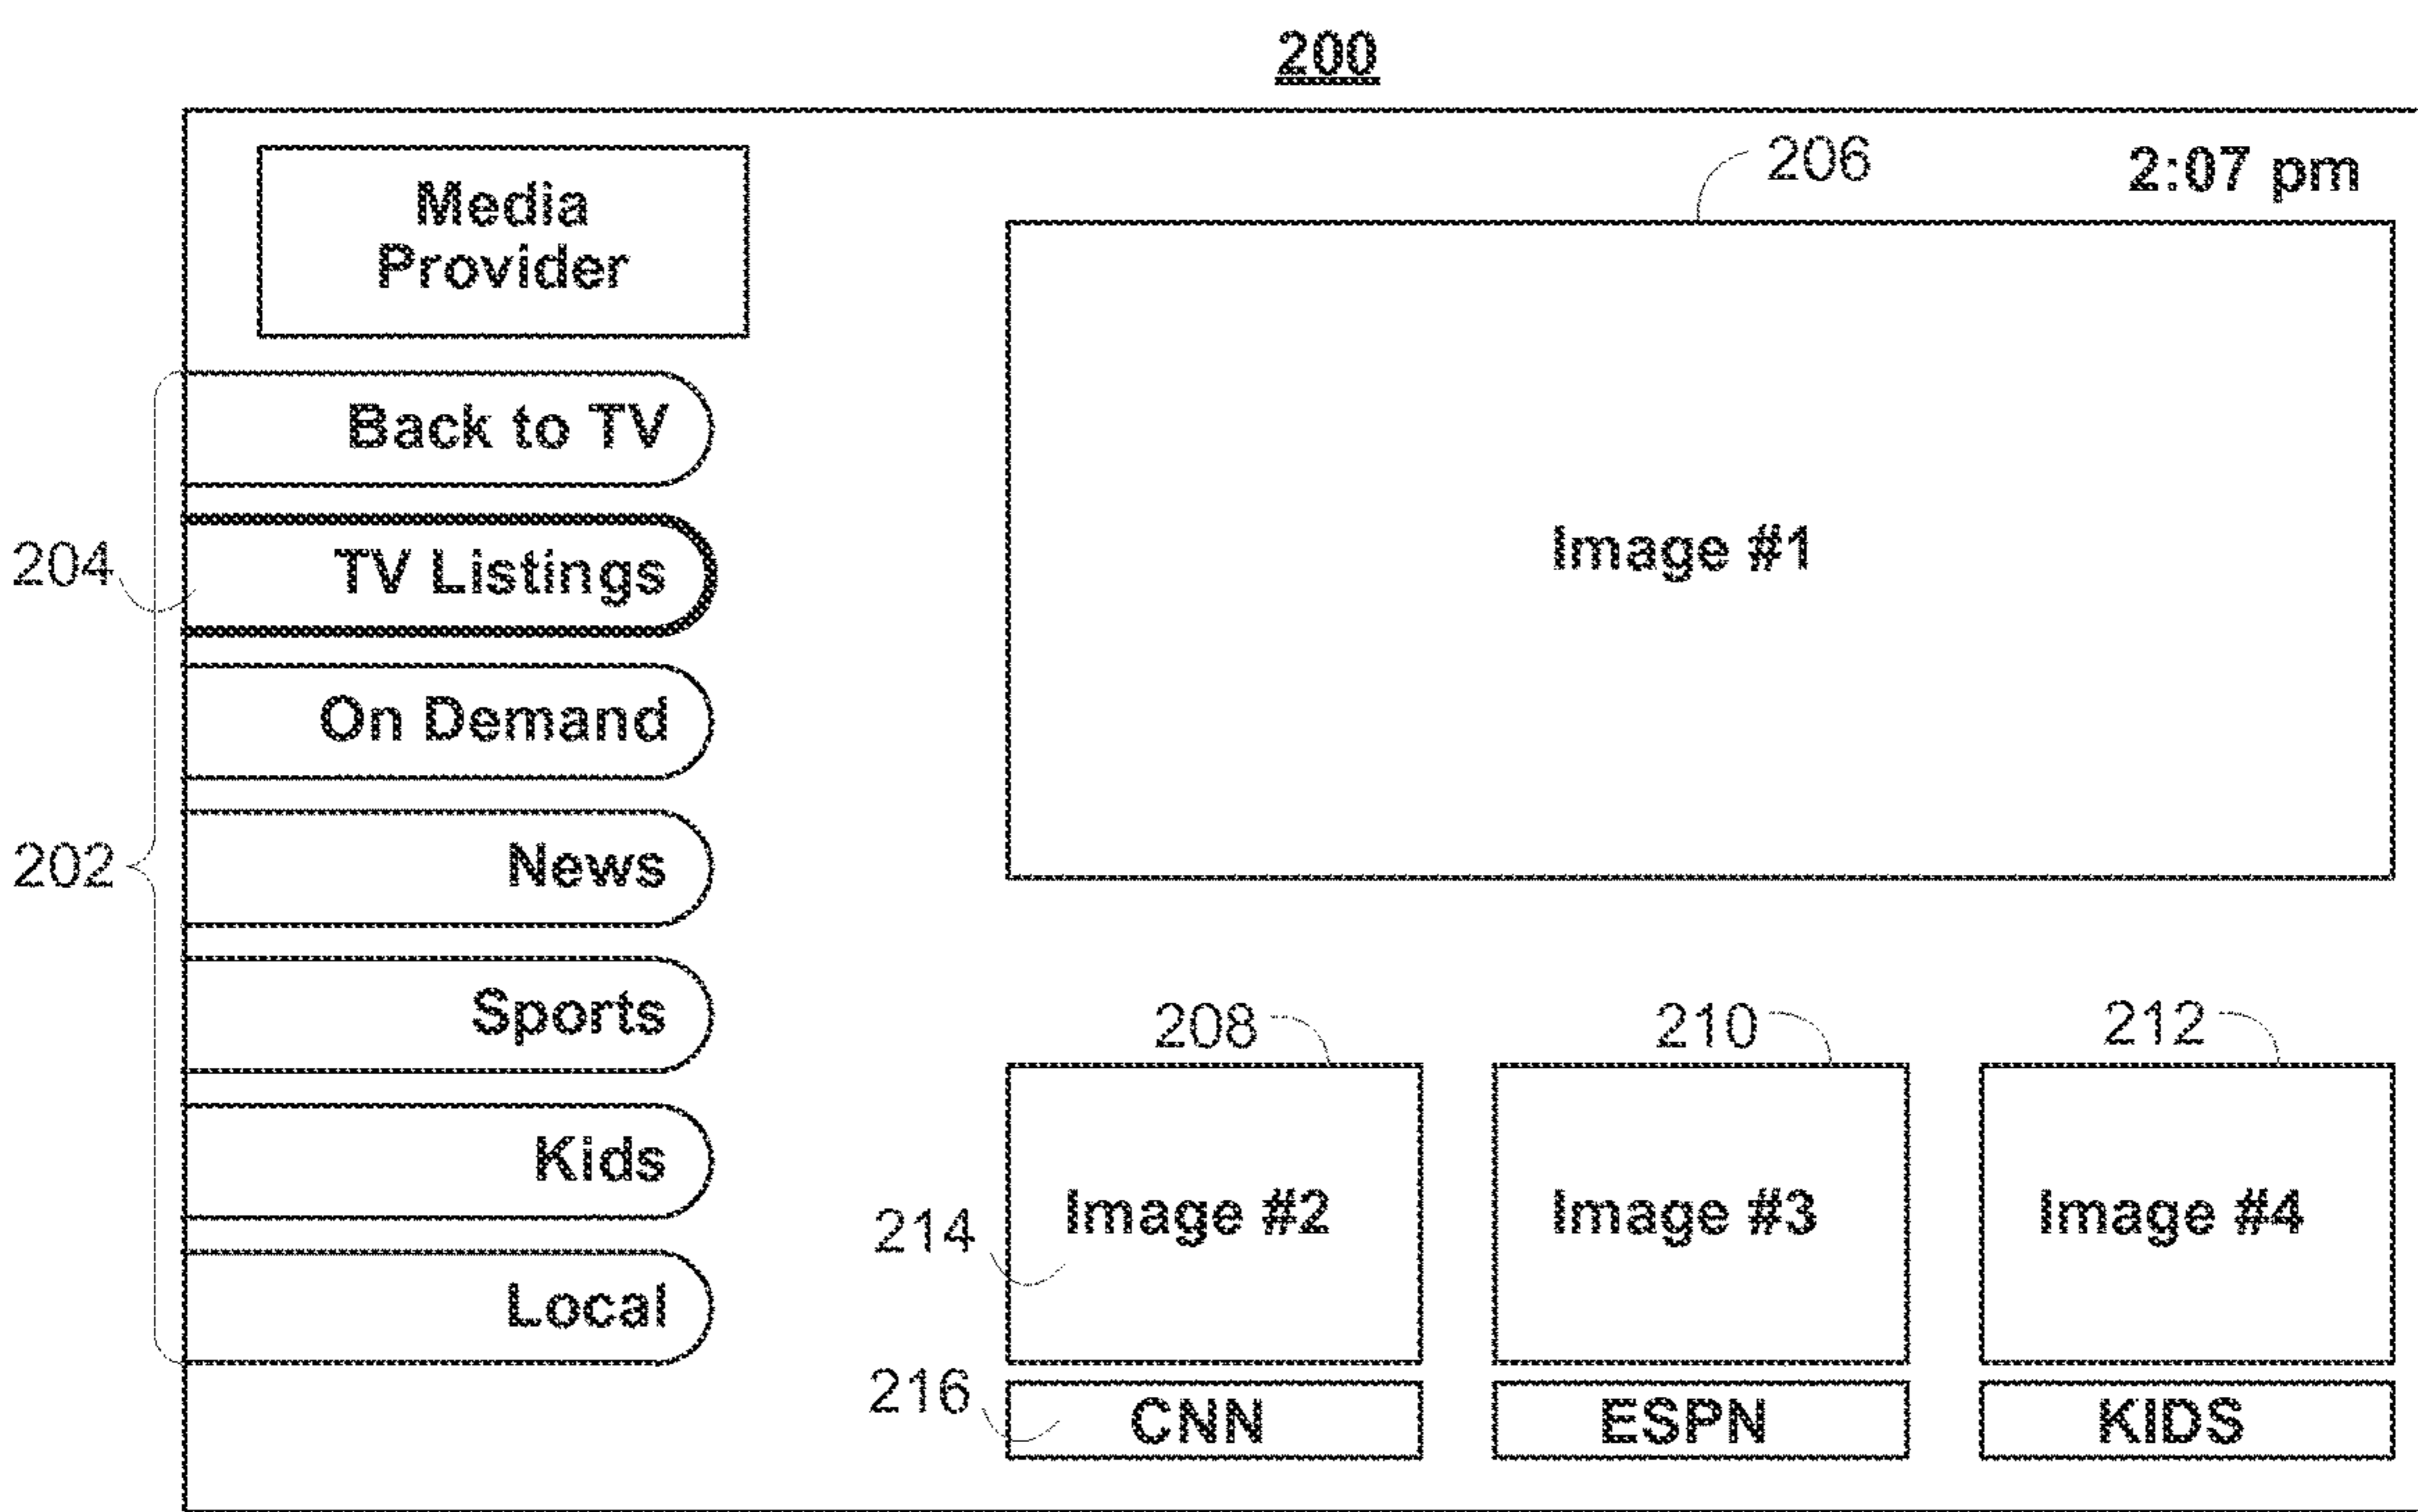 200
206
2:07 pm
Media
Provider
Back to TV
204
TV Listings
Image #1
On Demand
202
News
Sports
208
210
212
Kids
214
Image #2
Image #3
Image #4
Local
216
CNN
ESPN
KIDS